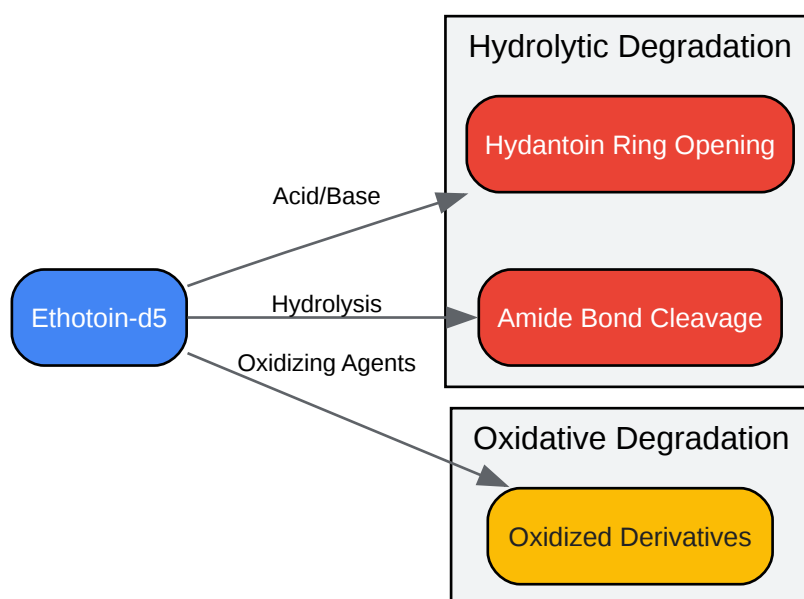 Hydrolytic Degradation
Hydantoin Ring Opening
Acid/Base
Ethotoin-d5
Hydrolysis
Amide Bond Cleavage
Oxidizing Agents
Oxidative Degradation
Oxidized Derivatives